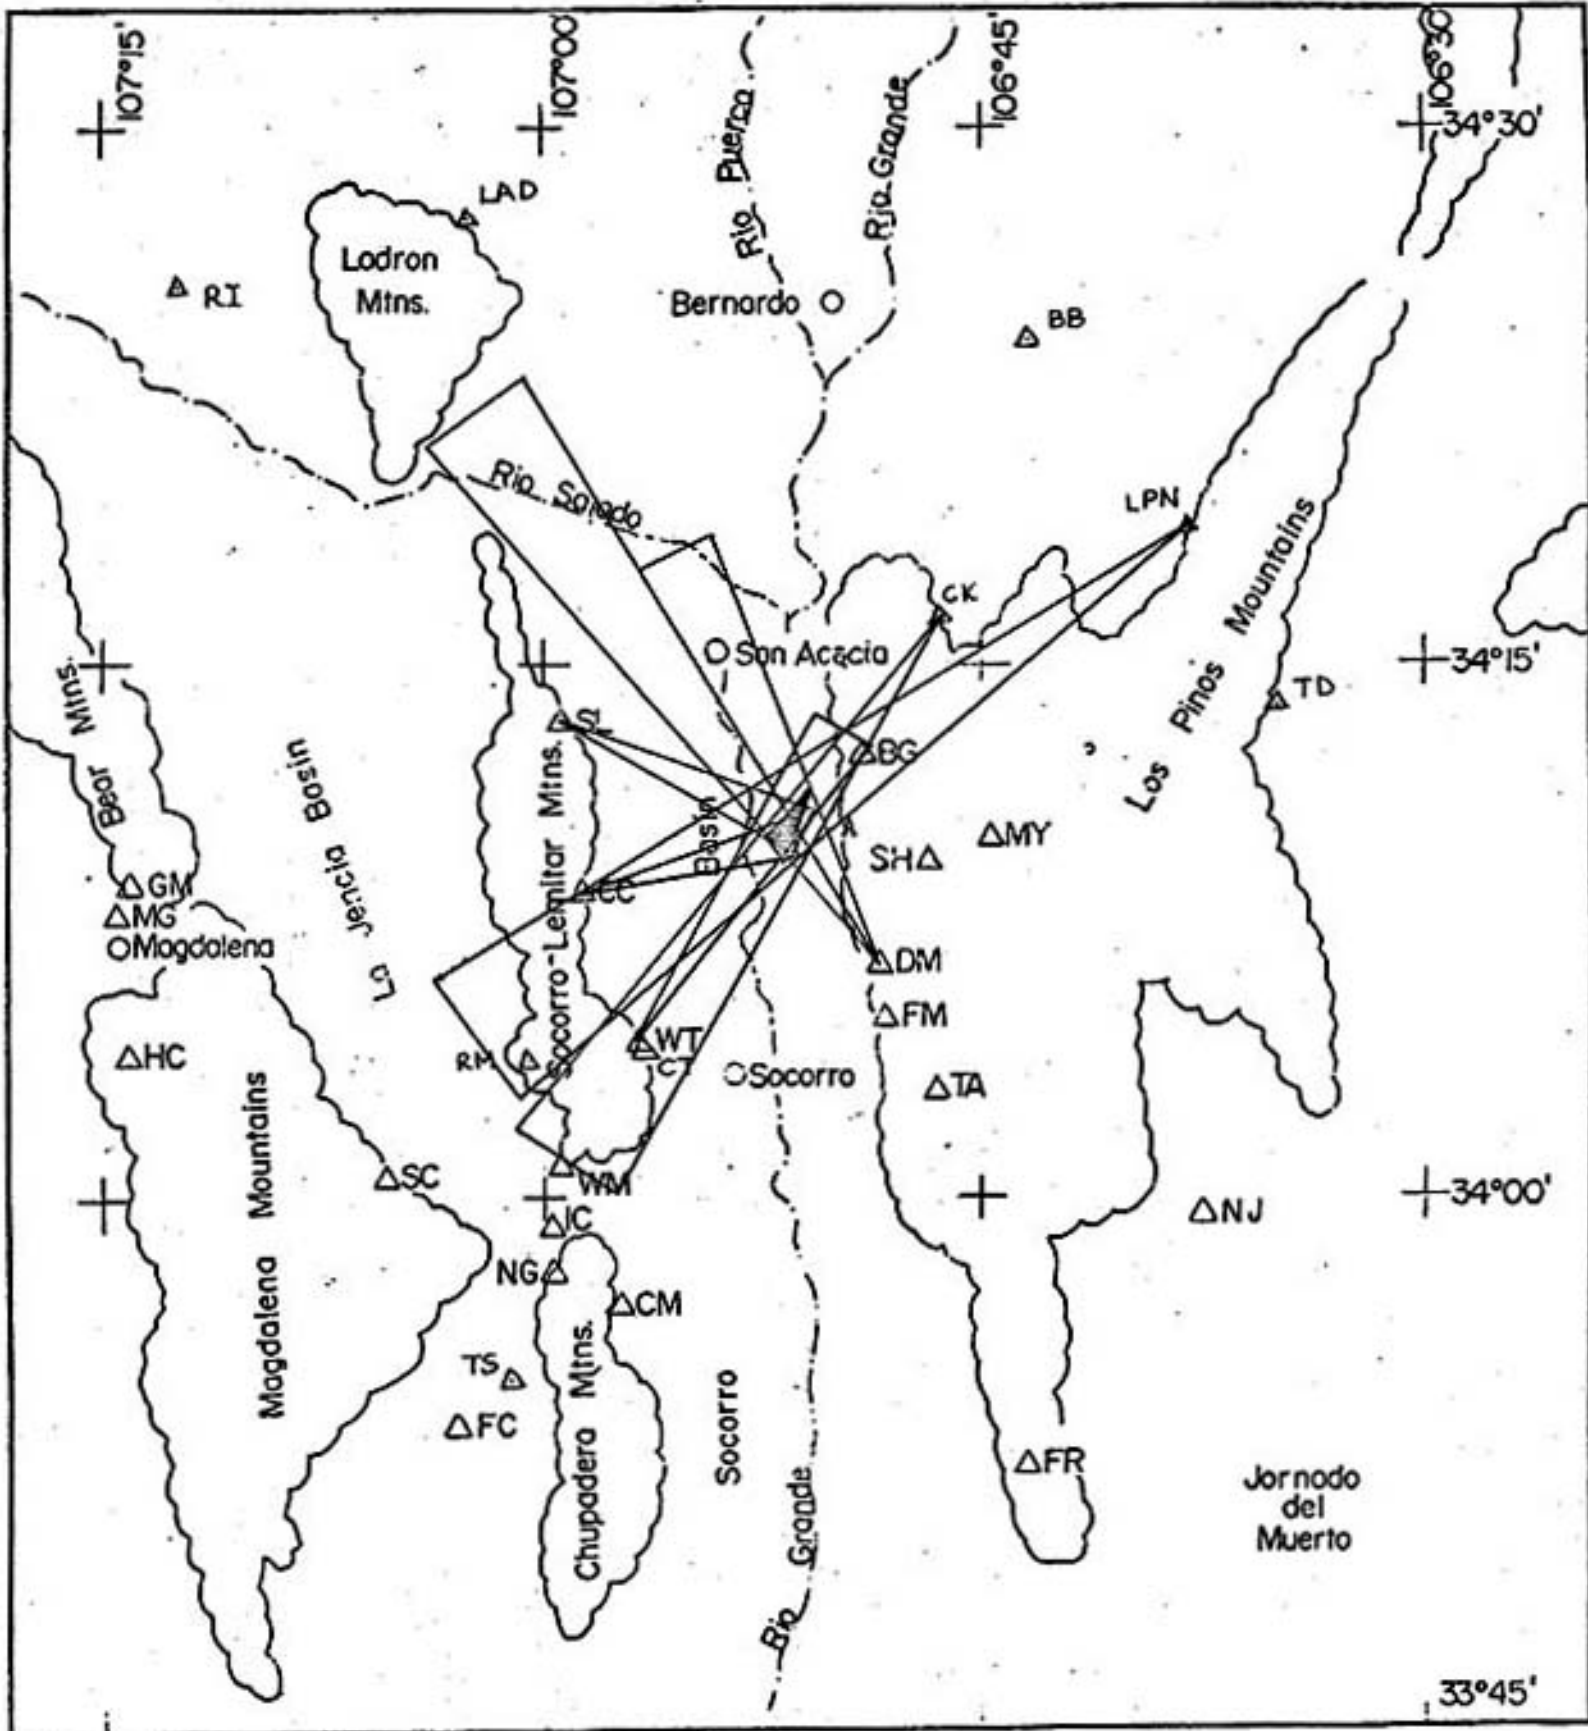 107°15'
107°00'
106°45'
106°30'
34°30'
LAD
Rio Puerco
Rio Grande
Lodron
Mtns.
RI
Bernardo
BB
Rio Salado
LPN
CK
San Acacia
34°15'
Los Pinos Mountains
TD
Bear Mtns.
La Jencia Basin
SL
BG
Socorro-Lemitar Mtns.
Basin
MY
SH
GM
MG
Magdalena
CC
DM
FM
HC
RM
WT
CT
Socorro
TA
Magdalena Mountains
SC
WM
34°00'
IC
NJ
NG
CM
TS
FC
Chupadera Mtns.
Socorro
FR
Rio Grande
Jornado
del
Muerto
33°45'